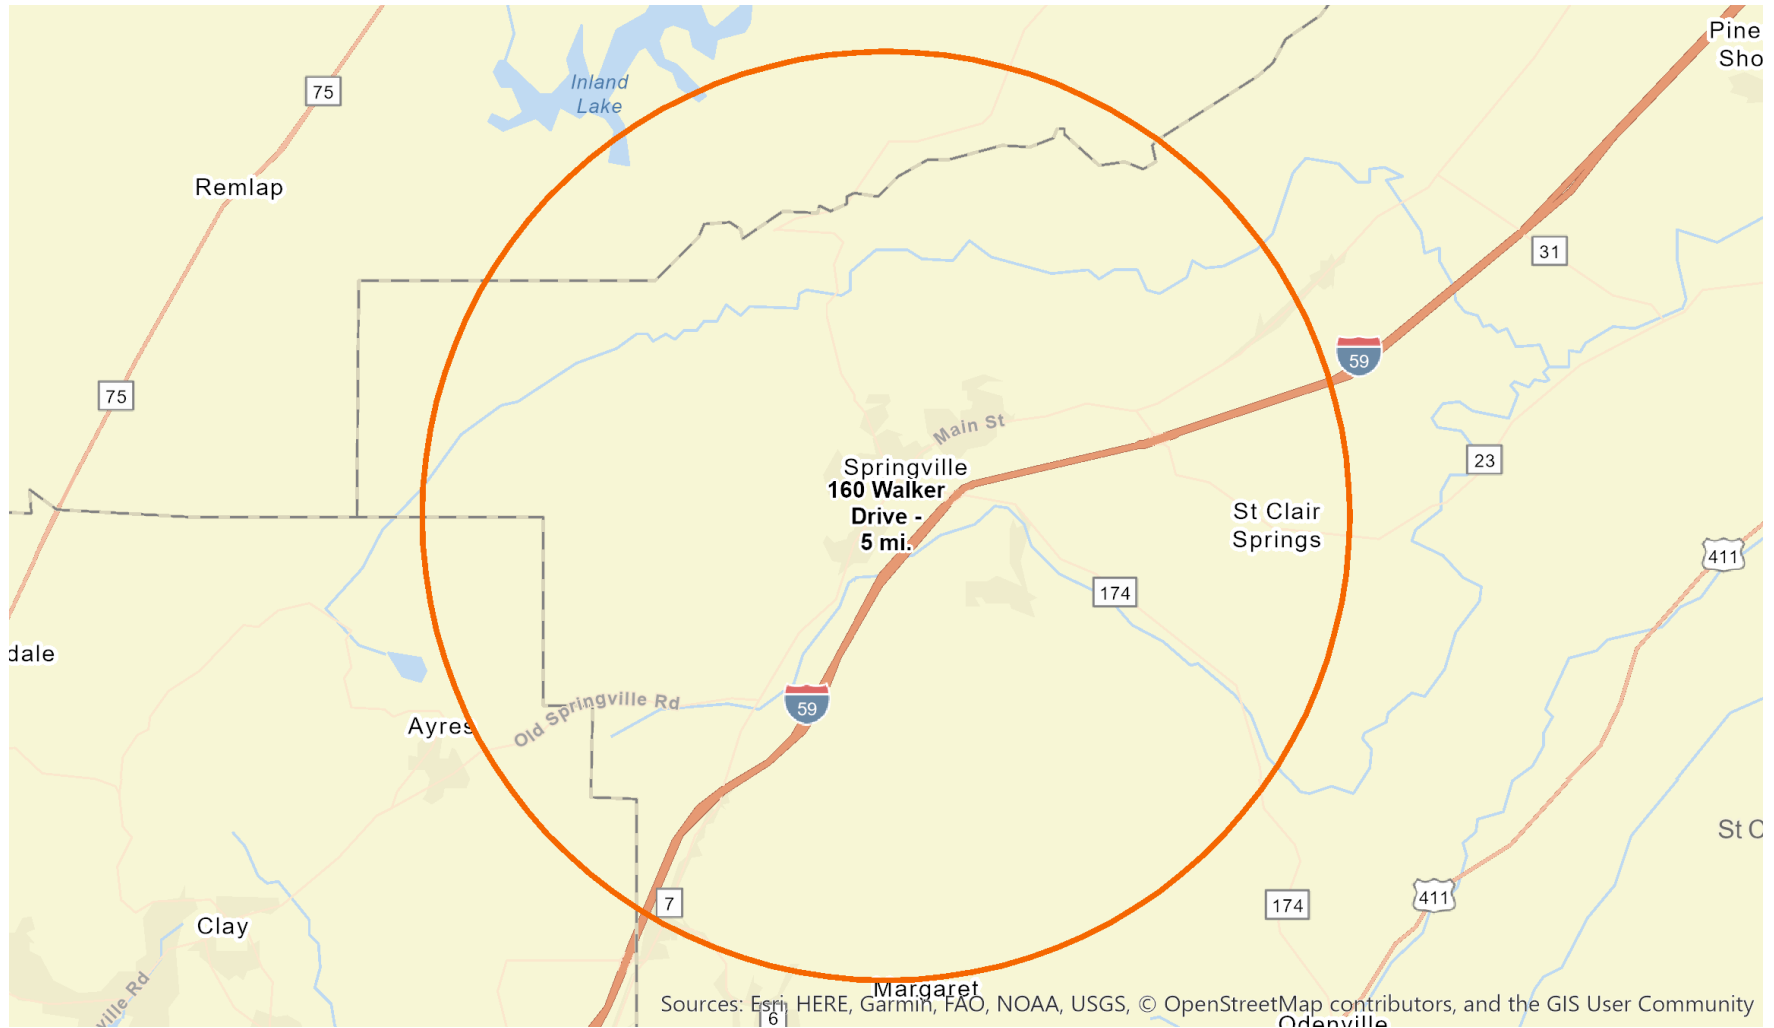 Pine
Sho
75
Inland
Lake
Remlap
31
59
75
Main St
23
Springville
160 Walker
Drive -
5 mi.
St Clair
Springs
411
174
dale
Old Springville Rd
59
Ayres
St C
411
7
174
Clay
ville Rd
Margaret
Sources: Esri, HERE, Garmin, FAO, NOAA, USGS, © OpenStreetMap contributors, and the GIS User Community
6
Odenville